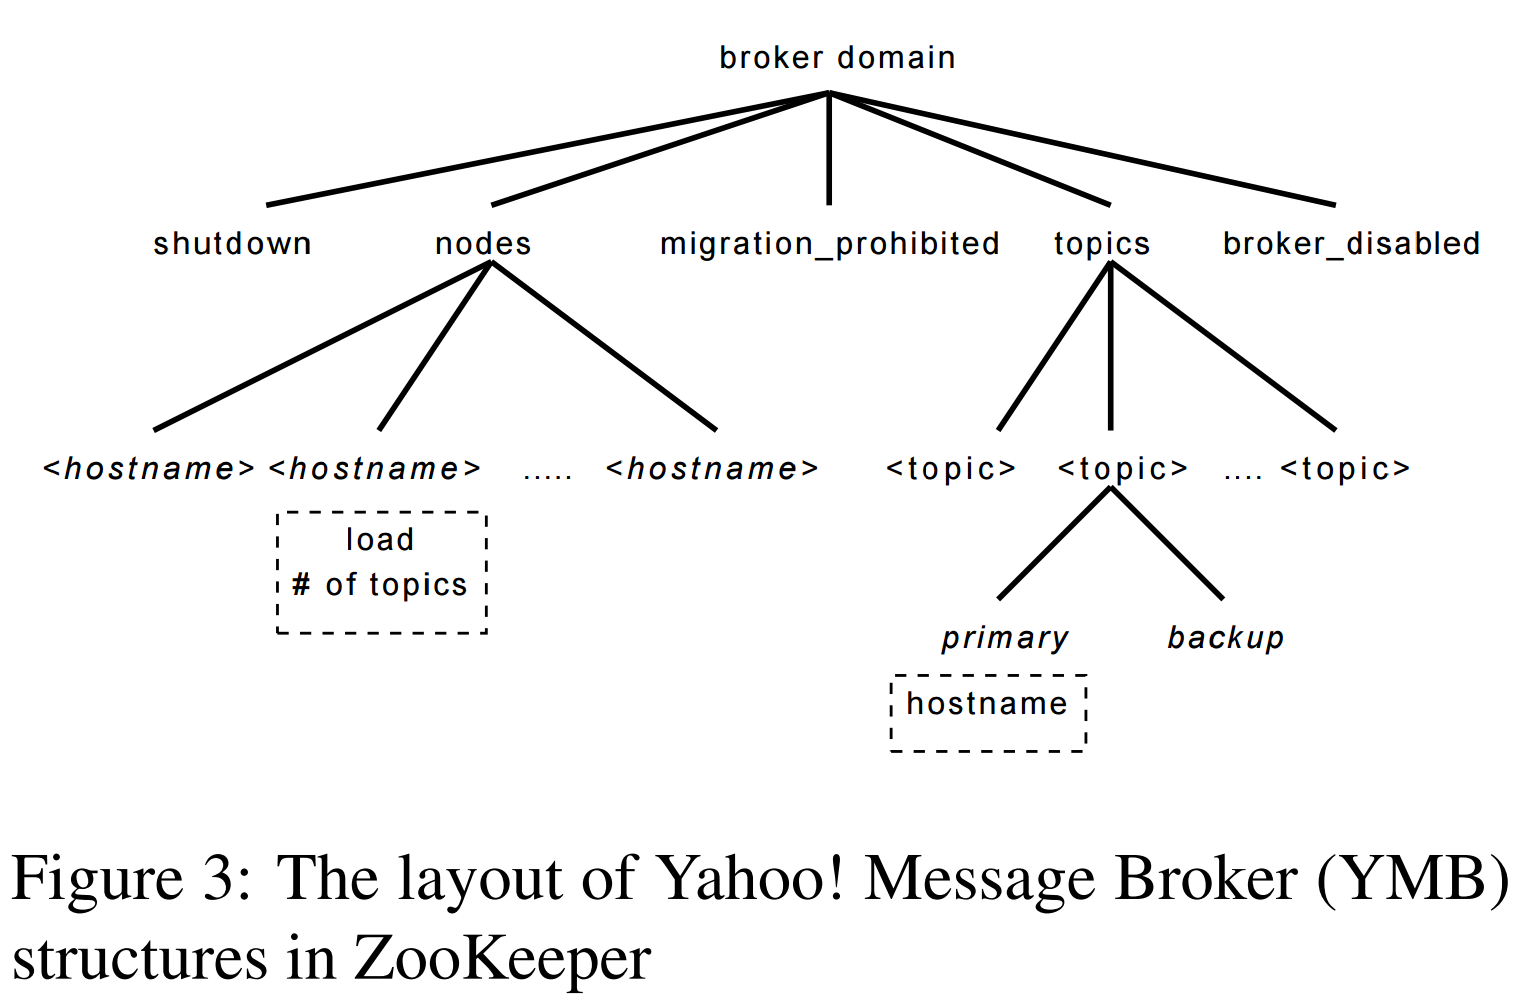 broker domain
shutdown nodes migration_prohibited topics broker_disabled
<hostname> <hostname> ..... <hostname> <topic> <topic> .... <topic>
load
# of topics
primary backup
hostname
Figure 3: The layout of Yahoo! Message Broker (YMB)
structures in ZooKeeper